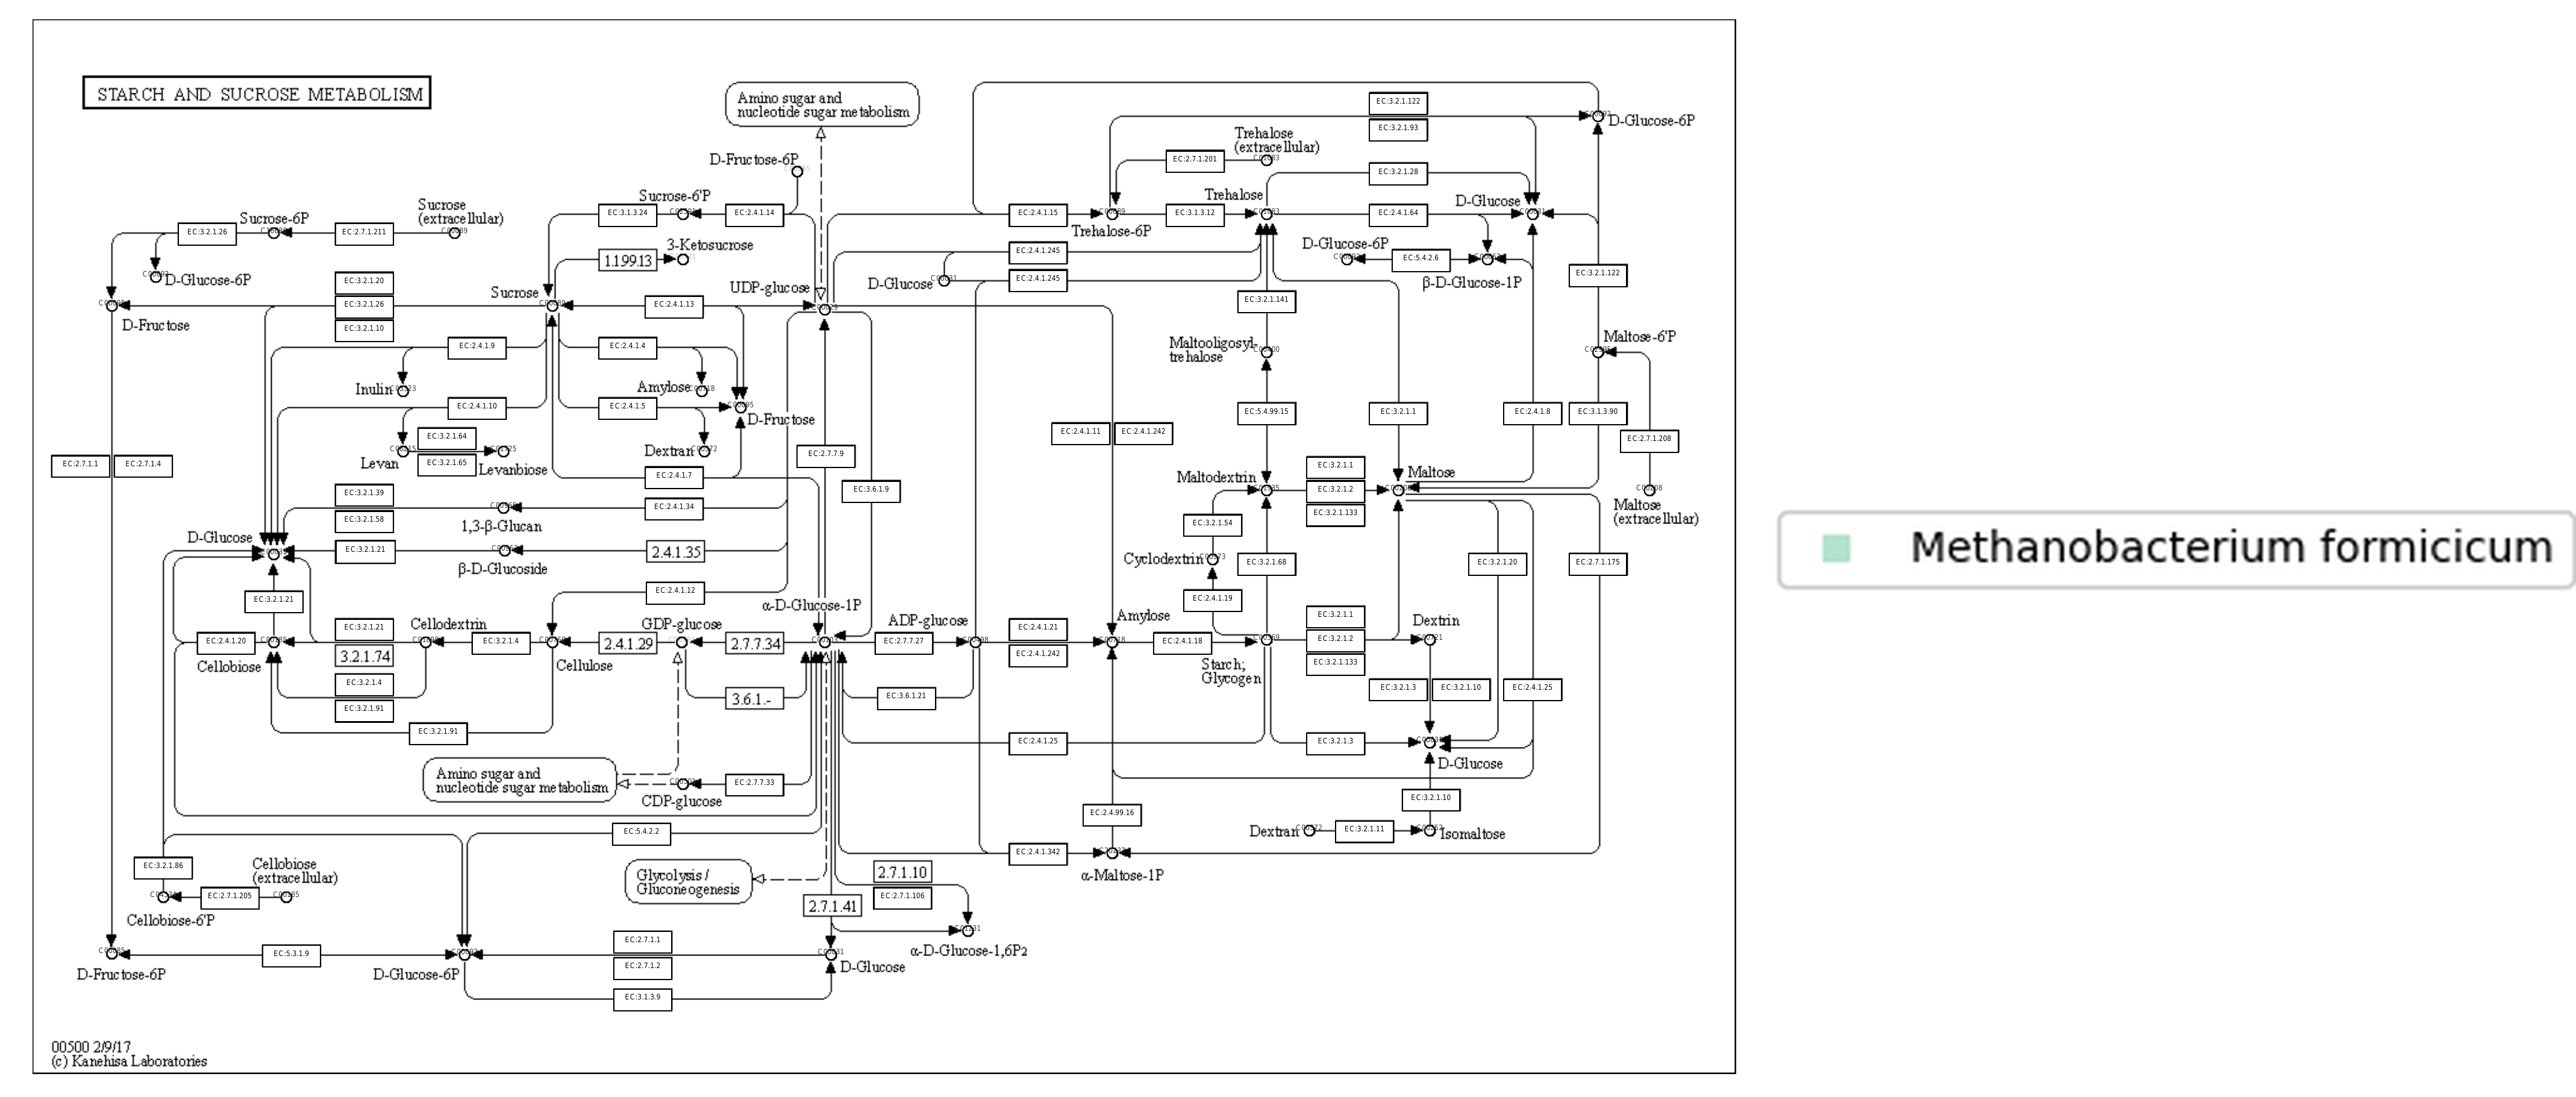 STARCH AND SUCROSE METABOLISM
Amino sugar and
nucleotide sugar metabolism
EC:3.2.1.122
D-Glucose-6P
EC:3.2.1.93
Trehalose
(extracellular)
D-Fructose-6P
EC:2.7.1.201
EC:3.2.1.28
Sucrose-6'P
Trehalose
D-Glucose
Sucrose
(extracellular)
Sucrose-6P
EC:3.1.3.24
EC:2.4.1.14
EC:2.4.1.15
EC:3.1.3.12
EC:2.4.1.64
EC:3.2.1.26
EC:2.7.1.211
Trehalose-6P
3-Ketosucrose
D-Glucose-6P
1.1.99.13
EC:2.4.1.245
EC:5.4.2.6
D-Glucose-6P
EC:3.2.1.20
D-Glucose
EC:2.4.1.245
β-D-Glucose-1P
EC:3.2.1.122
Sucrose
UDP-glucose
EC:3.2.1.26
EC:2.4.1.13
EC:3.2.1.141
D-Fructose
EC:3.2.1.10
Maltose-6'P
EC:2.4.1.9
EC:2.4.1.4
Maltooligosyl-
trehalose
Inulin
Amylose
EC:2.4.1.10
EC:2.4.1.5
D-Fructose
EC:5.4.99.15
EC:3.2.1.1
EC:2.4.1.8
EC:3.1.3.90
EC:3.2.1.64
EC:2.4.1.11
EC:2.4.1.242
EC:2.7.1.208
Levan
EC:3.2.1.65
Levanbiose
Dextran
EC:2.7.7.9
EC:2.7.1.1
EC:2.7.1.4
EC:2.4.1.7
Maltodextrin
EC:3.2.1.1
Maltose
EC:3.2.1.39
EC:3.6.1.9
EC:3.2.1.2
EC:2.4.1.34
Maltose
(extracellular)
EC:3.2.1.58
1,3-β-Glucan
EC:3.2.1.54
EC:3.2.1.133
D-Glucose
EC:3.2.1.21
2.4.1.35
Cyclodextrin
EC:3.2.1.68
EC:3.2.1.20
EC:2.7.1.175
Methanobacterium formicicum
β-D-Glucoside
EC:3.2.1.21
EC:2.4.1.12
EC:2.4.1.19
α-D-Glucose-1P
Cellodextrin
GDP-glucose
ADP-glucose
Amylose
EC:3.2.1.1
Dextrin
EC:2.4.1.20
EC:3.2.1.21
EC:3.2.1.4
2.4.1.29
2.7.7.34
EC:2.7.7.27
EC:2.4.1.21
EC:2.4.1.18
EC:3.2.1.2
Cellobiose
3.2.1.74
Cellulose
EC:2.4.1.242
Starch;
Glycogen
EC:3.2.1.133
EC:3.2.1.4
3.6.1.-
EC:3.6.1.21
EC:3.2.1.3
EC:3.2.1.10
EC:2.4.1.25
EC:3.2.1.91
EC:3.2.1.91
EC:2.4.1.25
EC:3.2.1.3
D-Glucose
Amino sugar and
nucleotide sugar metabolism
EC:2.7.7.33
CDP-glucose
EC:3.2.1.10
EC:2.4.99.16
EC:5.4.2.2
Dextran
EC:3.2.1.11
Isomaltose
EC:2.4.1.342
EC:3.2.1.86
Cellobiose
(extracellular)
Glycolysis /
Gluconeogenesis
2.7.1.10
α-Maltose-1P
EC:2.7.1.205
EC:2.7.1.106
Cellobiose-6'P
2.7.1.41
EC:5.3.1.9
EC:2.7.1.1
α-D-Glucose-1,6P2
D-Fructose-6P
D-Glucose-6P
EC:2.7.1.2
D-Glucose
EC:3.1.3.9
00500 2/9/17
(c) Kanehisa Laboratories